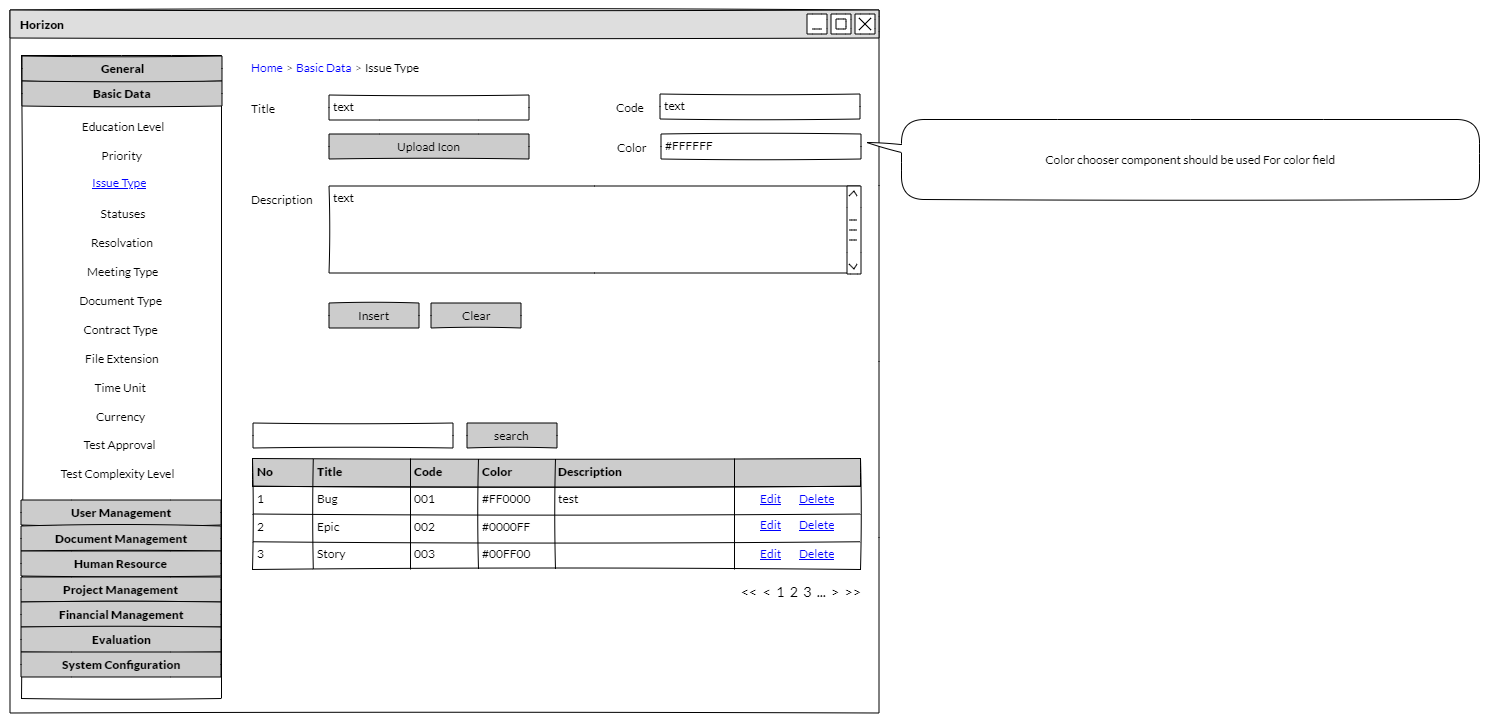 Horizon
General
Basic Data
Education Level
Priority
Issue Type
Statuses
Resolvation
Meeting Type
Document Type
Contract Type
File Extension
Time Unit
Currency
Test Approval
Test Complexity Level
User Management
Document Management
Human Resource
Project Management
Financial Management
Evaluation
System Configuration
Home > Basic Data > Issue Type
Title text Code text
Upload Icon Color #FFFFFF
Color chooser component should be used For color field
Description text
Insert Clear
search
No Title Code Color Description
1 Bug 001 #FF0000 test Edit Delete
2 Epic 002 #0000FF Edit Delete
3 Story 003 #00FF00 Edit Delete
<< < 1 2 3 ... > >>